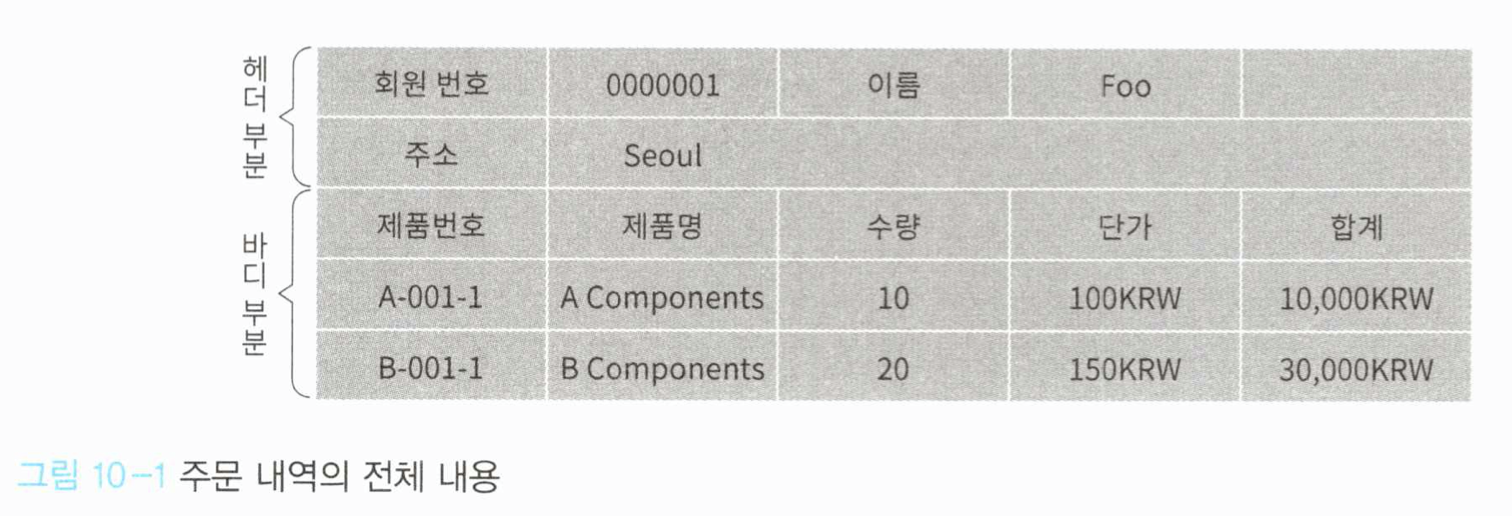 헤더 부분
회원 번호 0000001 이름 Foo
주소 Seoul
바디 부분
제품번호 제품명 수량 단가 합계
A-001-1 A Components 10 100KRW 10,000KRW
B-001-1 B Components 20 150KRW 30,000KRW
그림 10-1 주문 내역의 전체 내용